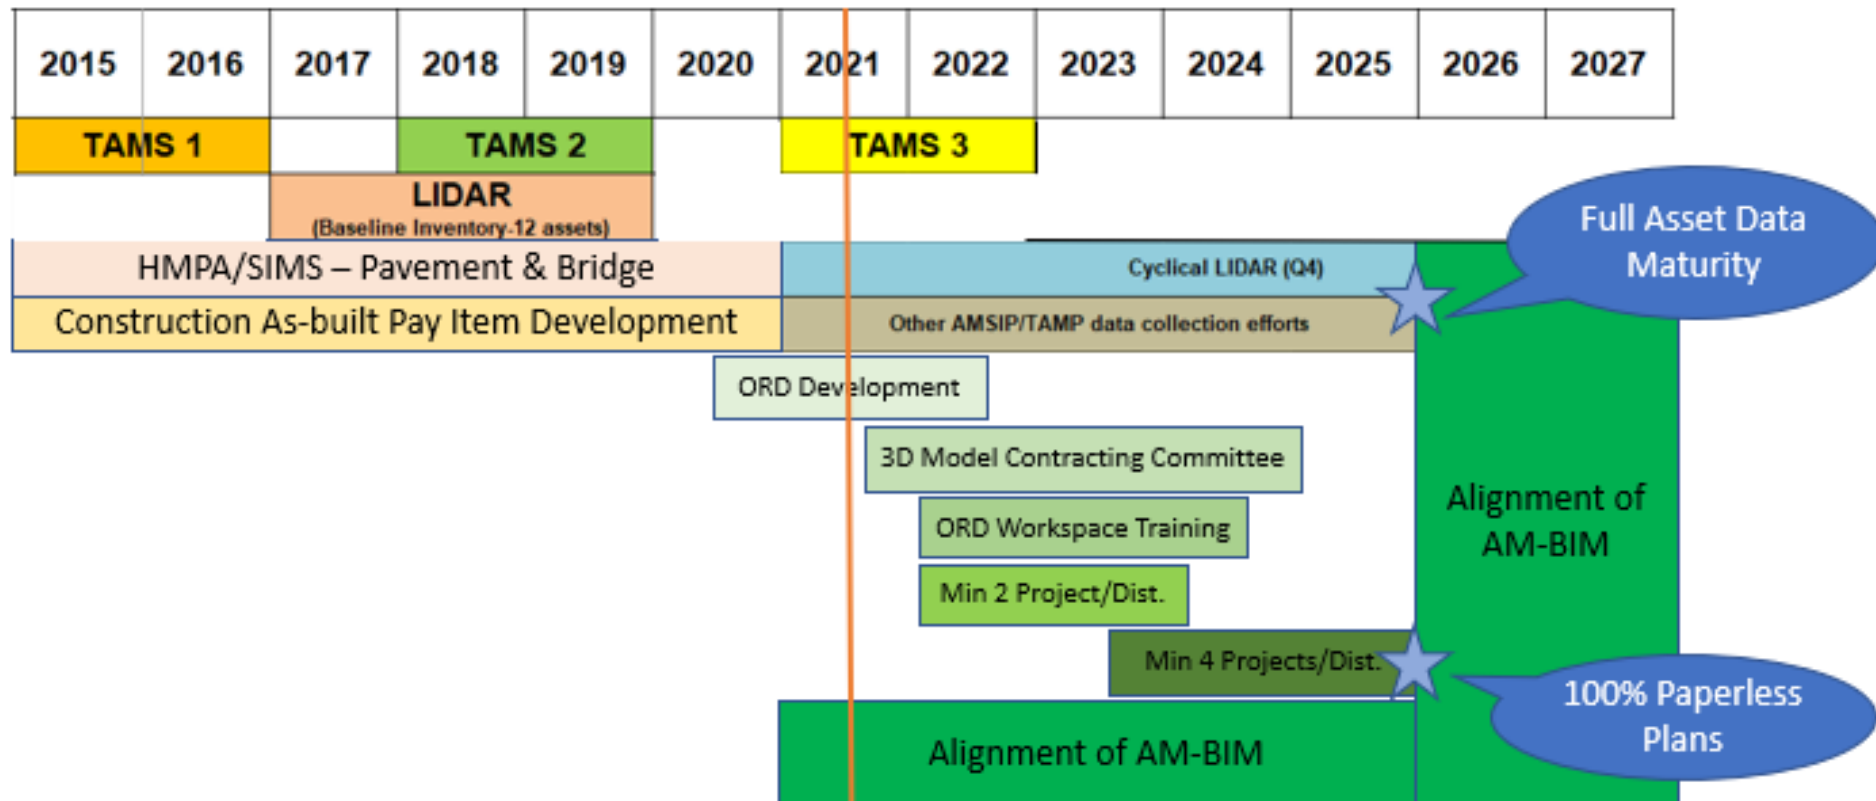 2015 2016 2017 2018 2019 2020 2021 2022 2023 2024 2025 2026 2027
TAMS 1 TAMS 2 TAMS 3
LIDAR
(Baseline Inventory-12 assets)
Full Asset Data
Maturity
HMPA/SIMS – Pavement & Bridge Cyclical LIDAR (Q4)
Construction As-built Pay Item Development Other AMSIP/TAMP data collection efforts
ORD Development
3D Model Contracting Committee
ORD Workspace Training
Alignment of
AM-BIM
Min 2 Project/Dist.
Min 4 Projects/Dist.
100% Paperless
Plans
Alignment of AM-BIM